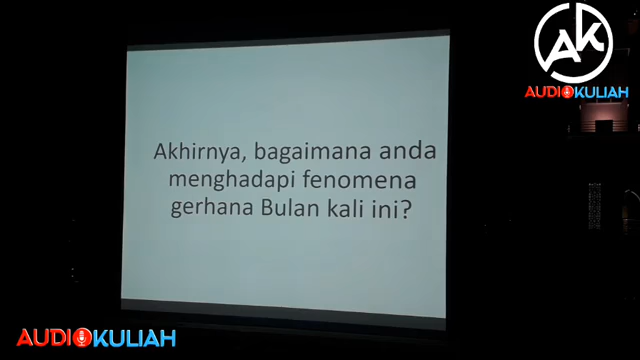 AK
AUDIOKULIAH
Akhirnya, bagaimana anda
menghadapi fenomena
gerhana Bulan kali ini?
AUDIOKULIAH